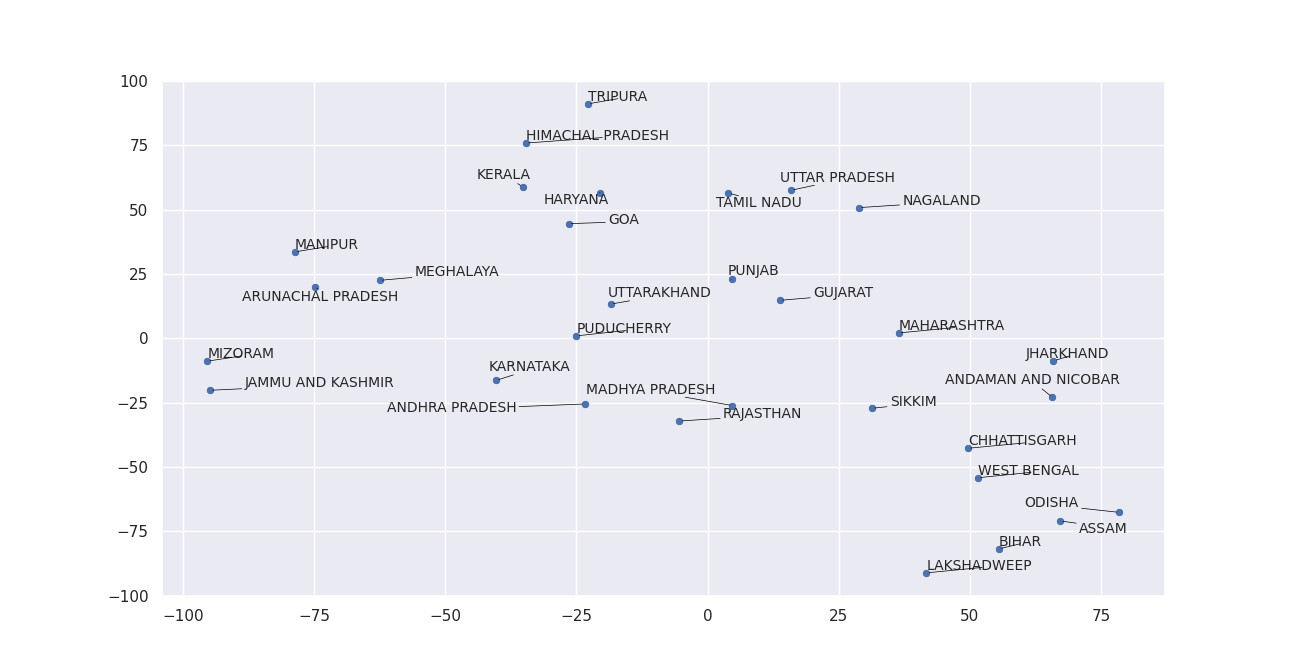 100
TRIPURA
75
HIMACHAL PRADESH
KERALA
UTTAR PRADESH
HARYANA
TAMIL NADU
NAGALAND
50
GOA
MANIPUR
25
MEGHALAYA
PUNJAB
ARUNACHAL PRADESH
UTTARAKHAND
GUJARAT
0
PUDUCHERRY
MAHARASHTRA
MIZORAM
JHARKHAND
KARNATAKA
JAMMU AND KASHMIR
ANDAMAN AND NICOBAR
MADHYA PRADESH
−25
ANDHRA PRADESH
SIKKIM
RAJASTHAN
CHHATTISGARH
−50
WEST BENGAL
ODISHA
−75
ASSAM
BIHAR
LAKSHADWEEP
−100
−100 −75 −50 −25 0 25 50 75